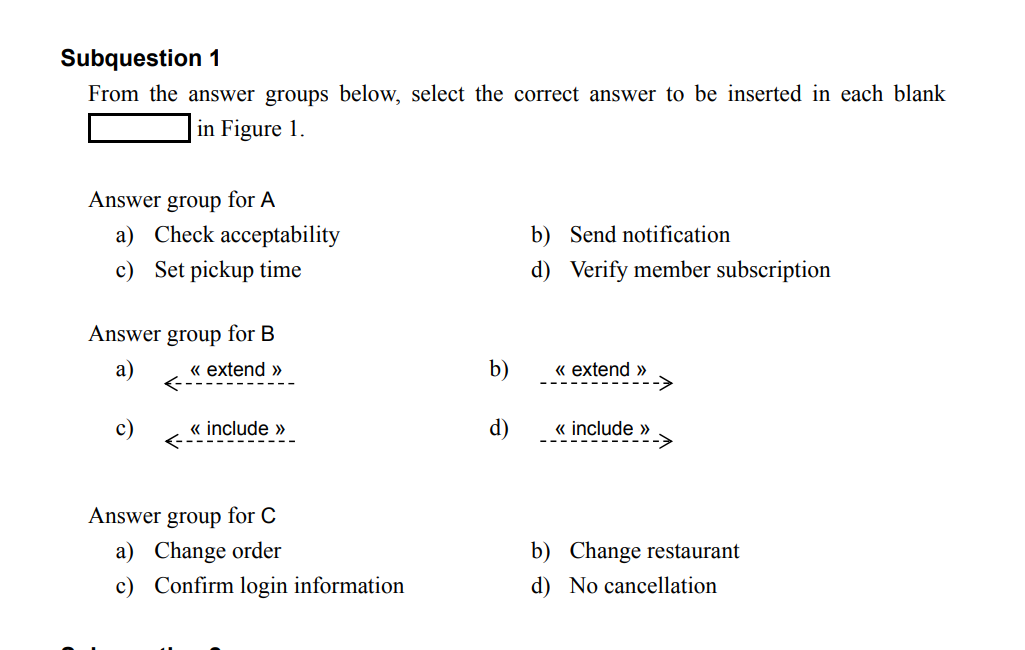 Subquestion 1
From the answer groups below, select the correct answer to be inserted in each blank
in Figure 1.
Answer group for A
a) Check acceptability b) Send notification
c) Set pickup time d) Verify member subscription
Answer group for B
a) « extend » b) « extend »
c) « include » d) « include »
Answer group for C
a) Change order b) Change restaurant
c) Confirm login information d) No cancellation